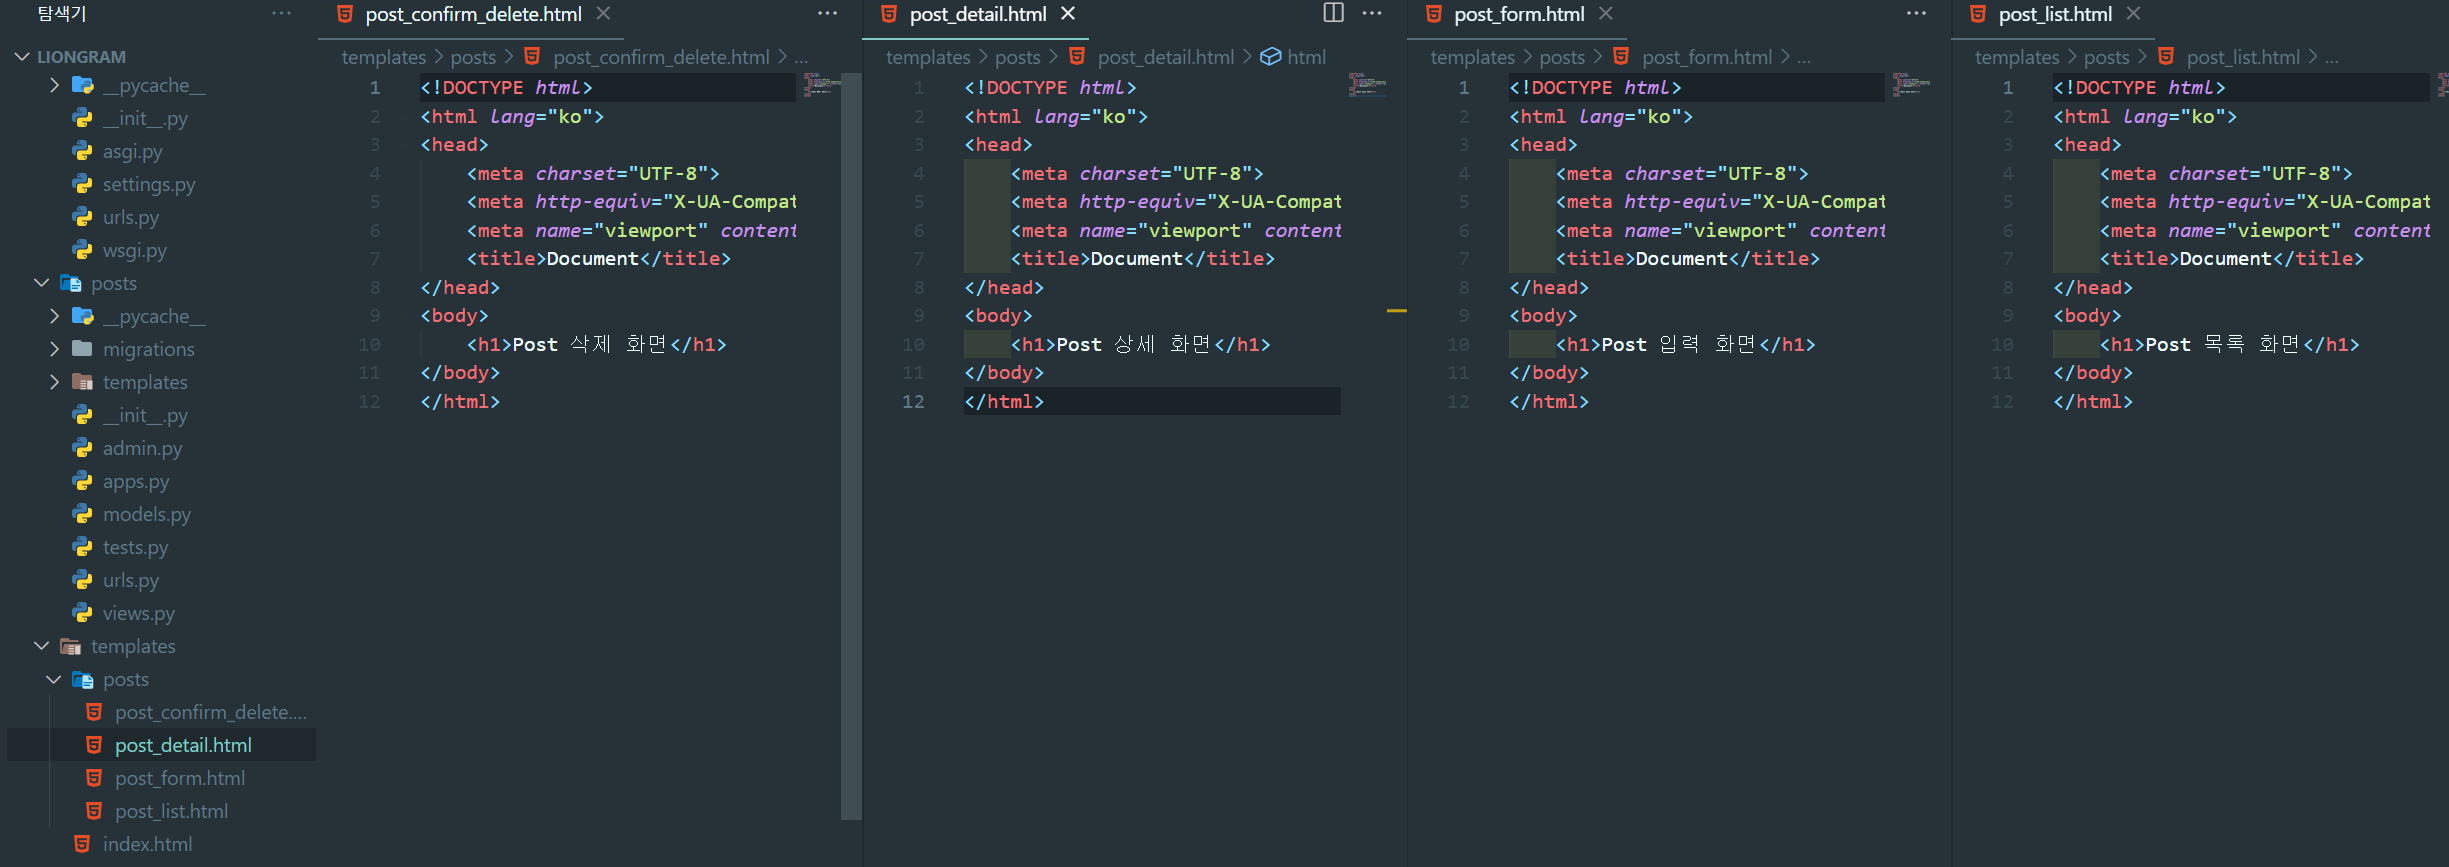 탐색기
LIONGRAM
__pycache__
__init__.py
asgi.py
settings.py
urls.py
wsgi.py
posts
__pycache__
migrations
templates
__init__.py
admin.py
apps.py
models.py
tests.py
urls.py
views.py
templates
posts
post_confirm_delete....
post_detail.html
post_form.html
post_list.html
index.html
post_confirm_delete.html
templates > posts > post_confirm_delete.html > ...
1 <!DOCTYPE html>
2 <html lang="ko">
3 <head>
4     <meta charset="UTF-8">
5     <meta http-equiv="X-UA-Compat
6     <meta name="viewport" content
7     <title>Document</title>
8 </head>
9 <body>
10     <h1>Post 삭제 화면</h1>
11 </body>
12 </html>
post_detail.html
templates > posts > post_detail.html > html
1 <!DOCTYPE html>
2 <html lang="ko">
3 <head>
4     <meta charset="UTF-8">
5     <meta http-equiv="X-UA-Compat
6     <meta name="viewport" content
7     <title>Document</title>
8 </head>
9 <body>
10     <h1>Post 상세 화면</h1>
11 </body>
12 </html>
post_form.html
templates > posts > post_form.html > ...
1 <!DOCTYPE html>
2 <html lang="ko">
3 <head>
4     <meta charset="UTF-8">
5     <meta http-equiv="X-UA-Compat
6     <meta name="viewport" content
7     <title>Document</title>
8 </head>
9 <body>
10     <h1>Post 입력 화면</h1>
11 </body>
12 </html>
post_list.html
templates > posts > post_list.html > ...
1 <!DOCTYPE html>
2 <html lang="ko">
3 <head>
4     <meta charset="UTF-8">
5     <meta http-equiv="X-UA-Compat
6     <meta name="viewport" content
7     <title>Document</title>
8 </head>
9 <body>
10     <h1>Post 목록 화면</h1>
11 </body>
12 </html>